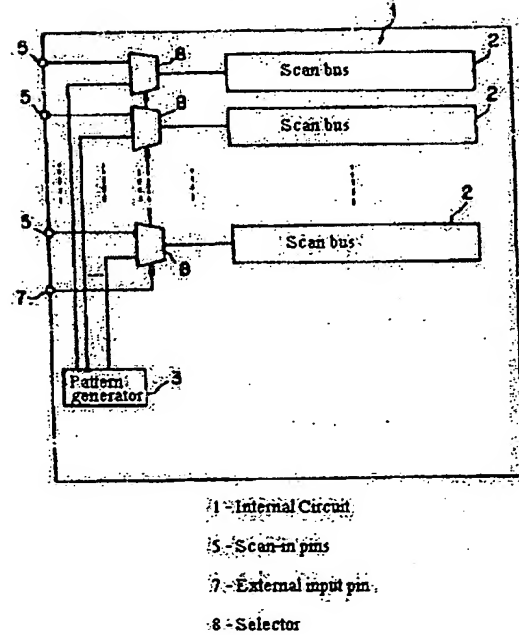 1
5
8
Scan bus
2
5
8
Scan bus
2
5
8
Scan bus
2
7
Pattern
generator
3
1 - Internal Circuit
5 - Scan-in pins
7 - External input pin
8 - Selector